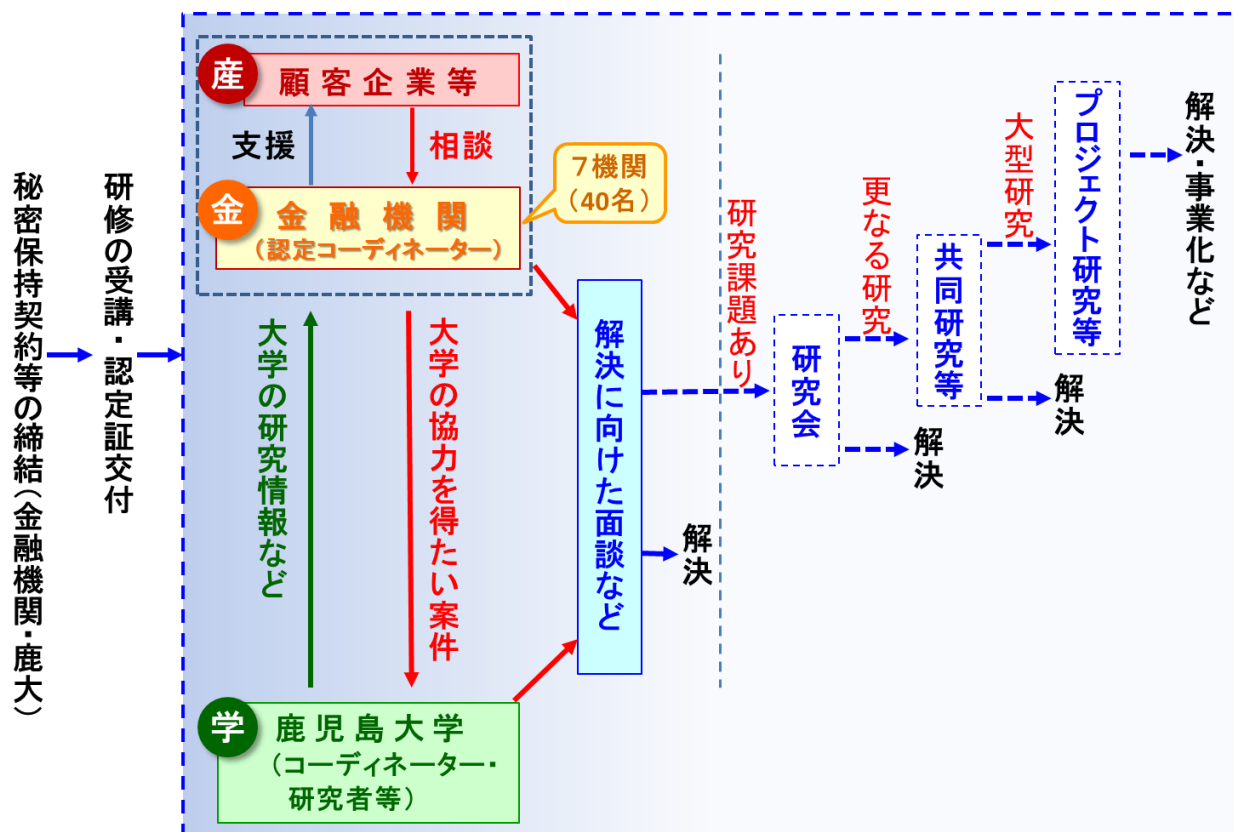 秘密保持契約等の締結（金融機関・鹿大）
研修の受講・認定証交付
産
顧客企業等
支援
相談
金
金融機関
（認定コーディネーター）
７機関
（40名）
大学の研究情報など
大学の協力を得たい案件
学
鹿児島大学
（コーディネーター・
研究者等）
解決に向けた面談など
解決
研究課題あり
研究会
解決
更なる研究
共同研究等
解決
大型研究
プロジェクト研究等
解決・事業化など